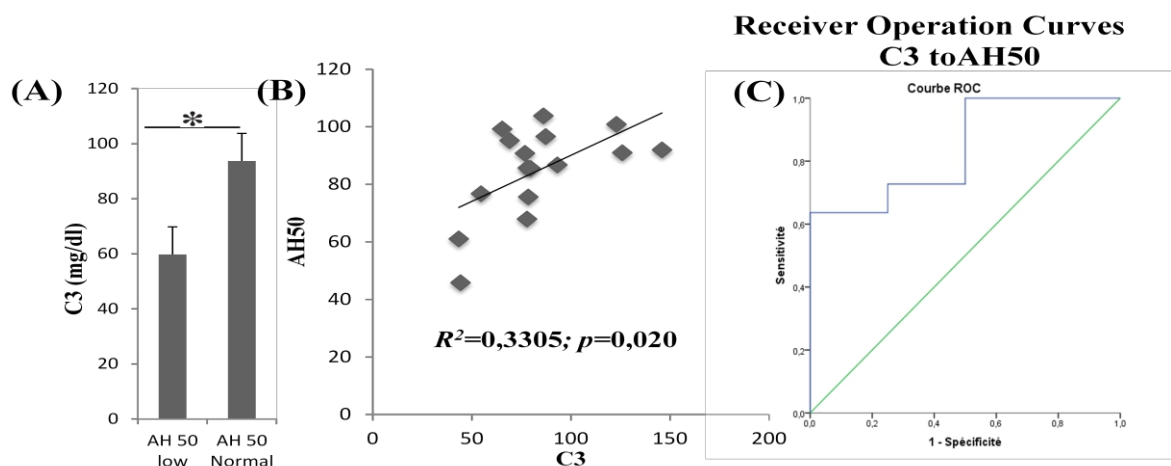 Receiver Operation Curves
C3 toAH50
(A)
120
100
80
60
40
20
0
C3 (mg/dl)
*
AH 50
low
AH 50
Normal
(B)
120
100
80
60
40
20
0
AH50
R²=0,3305; p=0,020
0
50
100
150
200
C3
(C)
Courbe ROC
1,0
0,8
0,6
0,4
0,2
0,0
Sensitivité
0,0
0,2
0,4
0,6
0,8
1,0
1 - Spécificité